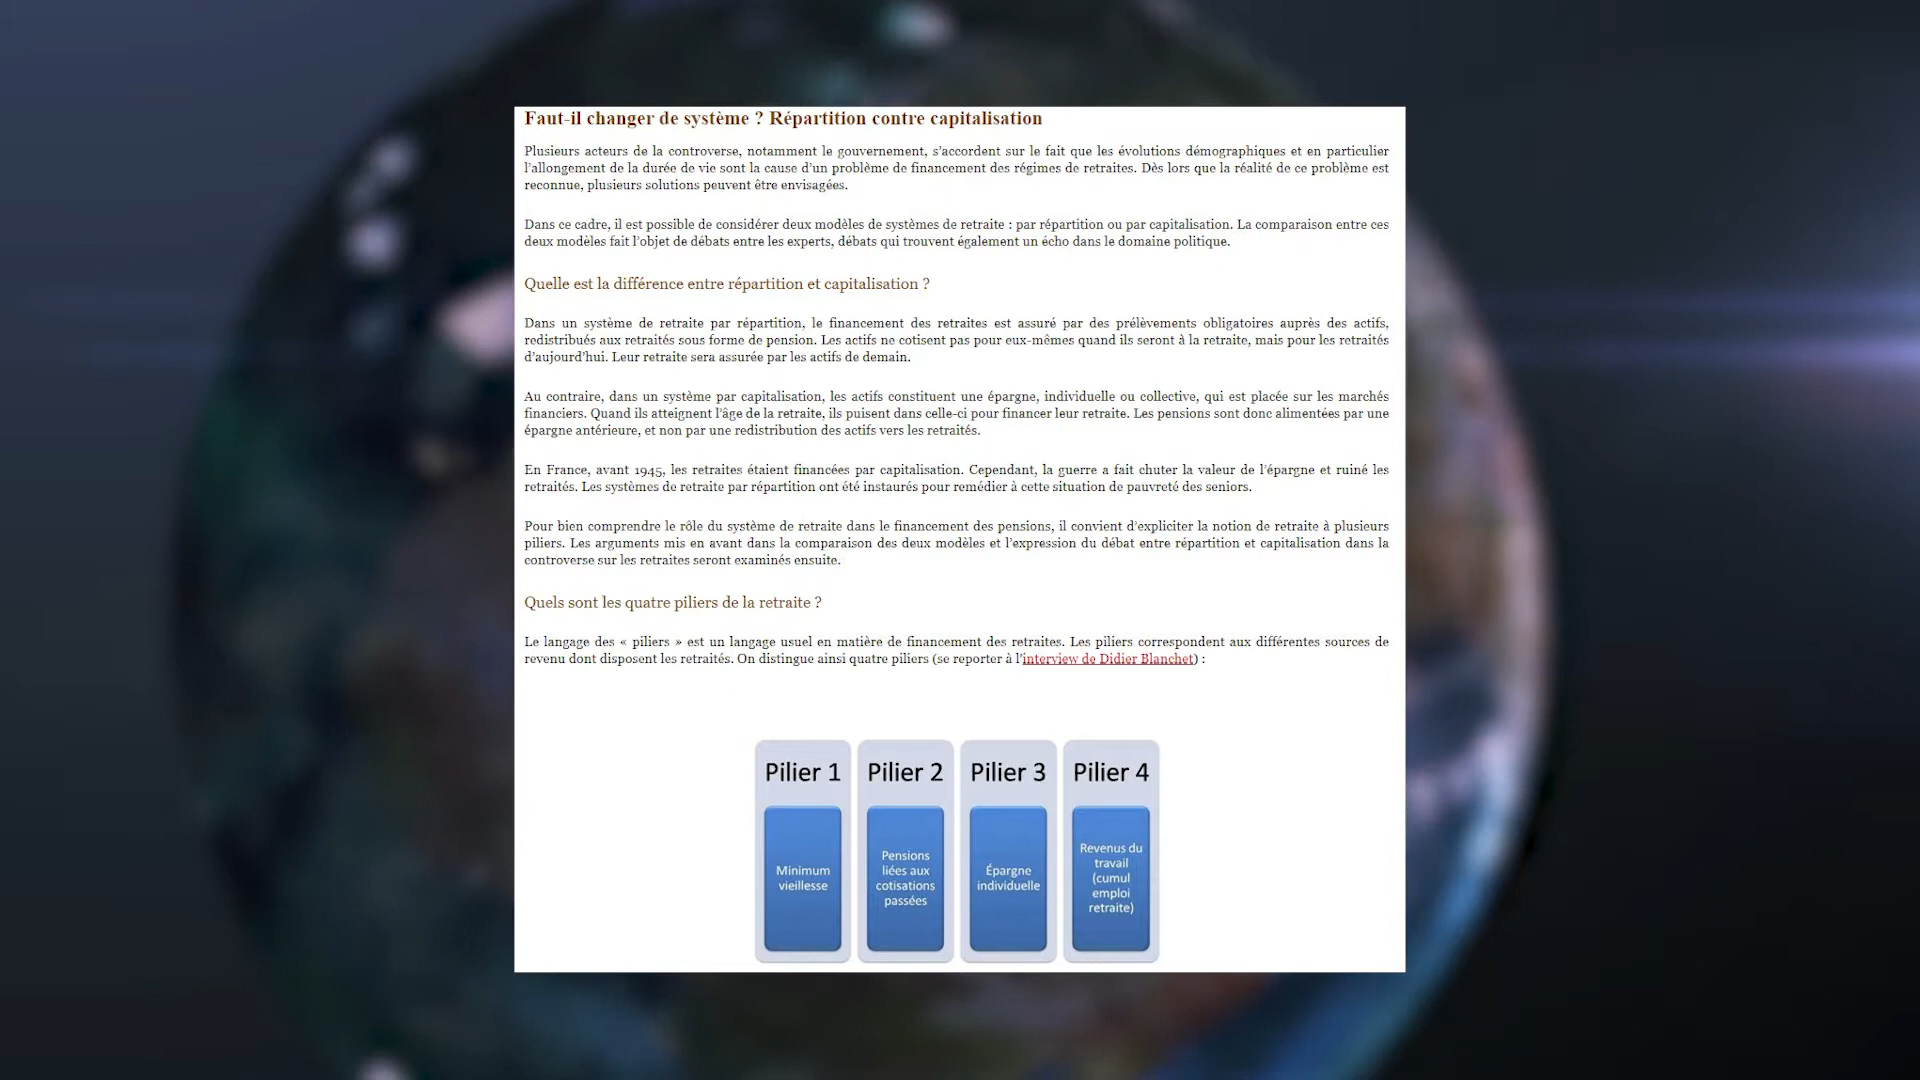 Faut-il changer de système ? Répartition contre capitalisation
Plusieurs acteurs de la controverse, notamment le gouvernement, s'accordent sur le fait que les évolutions démographiques et en particulier
l'allongement de la durée de vie sont la cause d'un problème de financement des régimes de retraites. Dès lors que la réalité de ce problème est
reconnue, plusieurs solutions peuvent être envisagées.
Dans ce cadre, il est possible de considérer deux modèles de systèmes de retraite : par répartition ou par capitalisation. La comparaison entre ces
deux modèles fait l'objet de débats entre les experts, débats qui trouvent également un écho dans le domaine politique.
Quelle est la différence entre répartition et capitalisation ?
Dans un système de retraite par répartition, le financement des retraites est assuré par des prélèvements obligatoires auprès des actifs,
redistribués aux retraités sous forme de pension. Les actifs ne cotisent pas pour eux-mêmes quand ils seront à la retraite, mais pour les retraités
d'aujourd'hui. Leur retraite sera assurée par les actifs de demain.
Au contraire, dans un système par capitalisation, les actifs constituent une épargne, individuelle ou collective, qui est placée sur les marchés
financiers. Quand ils atteignent l'âge de la retraite, ils puisent dans celle-ci pour financer leur retraite. Les pensions sont donc alimentées par une
épargne antérieure, et non par une redistribution des actifs vers les retraités.
En France, avant 1945, les retraites étaient financées par capitalisation. Cependant, la guerre a fait chuter la valeur de l'épargne et ruiné les
retraités. Les systèmes de retraite par répartition ont été instaurés pour remédier à cette situation de pauvreté des seniors.
Pour bien comprendre le rôle du système de retraite dans le financement des pensions, il convient d'expliciter la notion de retraite à plusieurs
piliers. Les arguments mis en avant dans la comparaison des deux modèles et l'expression du débat entre répartition et capitalisation dans la
controverse sur les retraites seront examinés ensuite.
Quels sont les quatre piliers de la retraite ?
Le langage des « piliers » est un langage usuel en matière de financement des retraites. Les piliers correspondent aux différentes sources de
revenu dont disposent les retraités. On distingue ainsi quatre piliers (se reporter à l'interview de Didier Blanchet) :
Pilier 1
Minimum
vieillesse
Pilier 2
Pensions
liées aux
cotisations
passées
Pilier 3
Épargne
individuelle
Pilier 4
Revenus du
travail
(cumul
emploi
retraite)